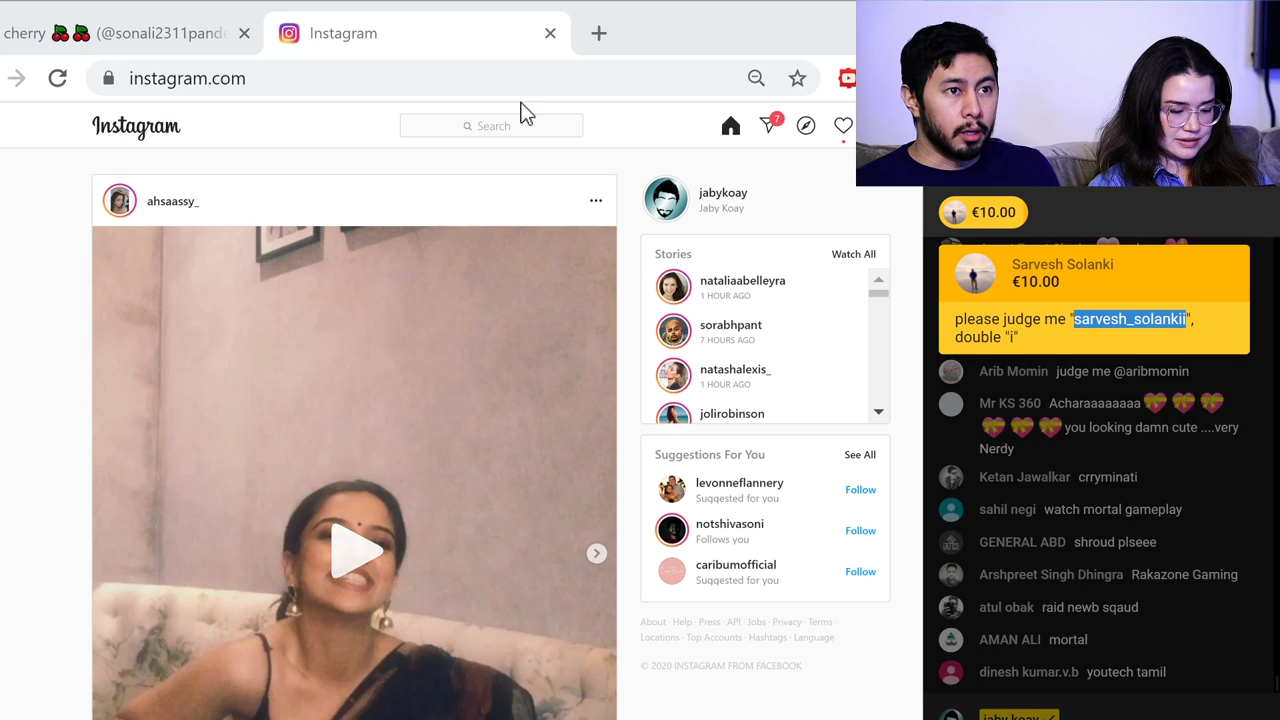 cherry 🍒🍒 (@sonali2311pand
Instagram
instagram.com
Instagram
Search
7
ahsaassy_
jabykoay
Jaby Koay
Stories
Watch All
nataliaabelleyra
1 HOUR AGO
sorabhpant
7 HOURS AGO
natashalexis_
1 HOUR AGO
jolirobinson
Suggestions For You
See All
levonneflannery
Suggested for you
Follow
notshivasoni
Follows you
Follow
caribumofficial
Suggested for you
Follow
About · Help · Press · API · Jobs · Privacy · Terms ·
Locations · Top Accounts · Hashtags · Language
© 2020 INSTAGRAM FROM FACEBOOK
€10.00
Sarvesh Solanki
€10.00
please judge me "sarvesh_solankii",
double "i"
Arib Momin judge me @aribmomin
Mr KS 360 Acharaaaaaaa 💝 💝 💝
💝 💝 💝 you looking damn cute ....very
Nerdy
Ketan Jawalkar crryminati
sahil negi watch mortal gameplay
GENERAL ABD shroud plseee
Arshpreet Singh Dhingra Rakazone Gaming
atul obak raid newb sqaud
AMAN ALI mortal
dinesh kumar.v.b youtech tamil
jaby koay